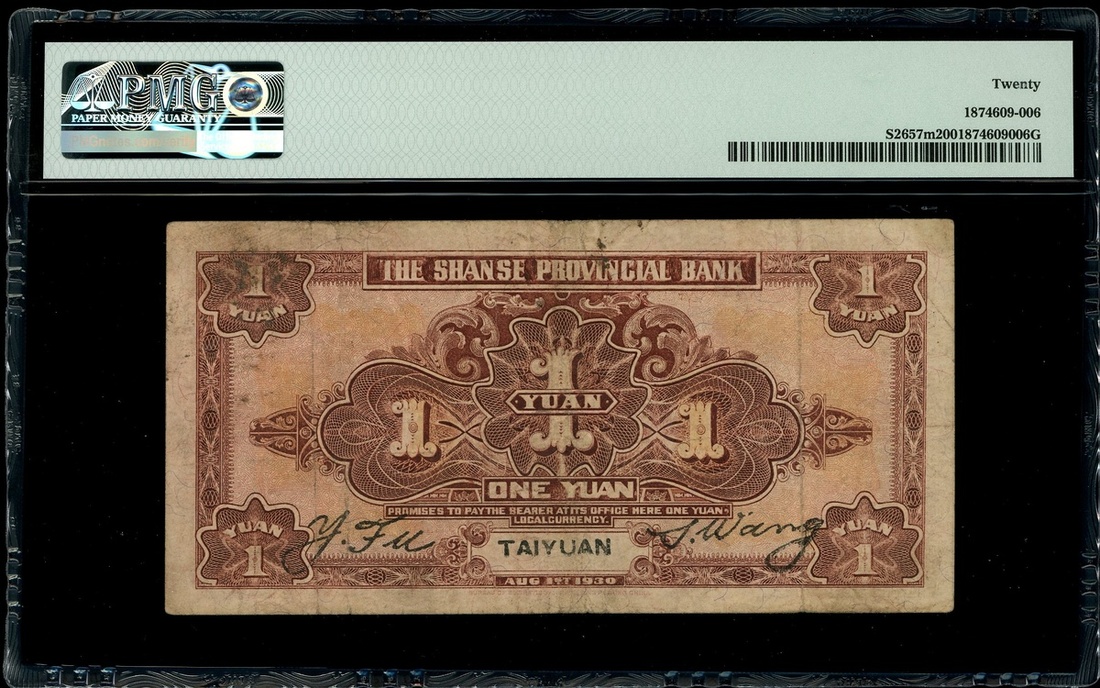 PMG
PAPER MONEY GUARANTY
Twenty
1874609-006
S2657m2001874609006G
THE SHANSE PROVINCIAL BANK
1
YUAN
1
YUAN
1
YUAN
1
1
ONE YUAN
PROMISES TO PAY THE BEARER AT ITS OFFICE HERE ONE YUAN
LOCAL CURRENCY.
YUAN
1
Y. Fu
TAIYUAN
S. Wang
YUAN
1
AUG 1ST 1930